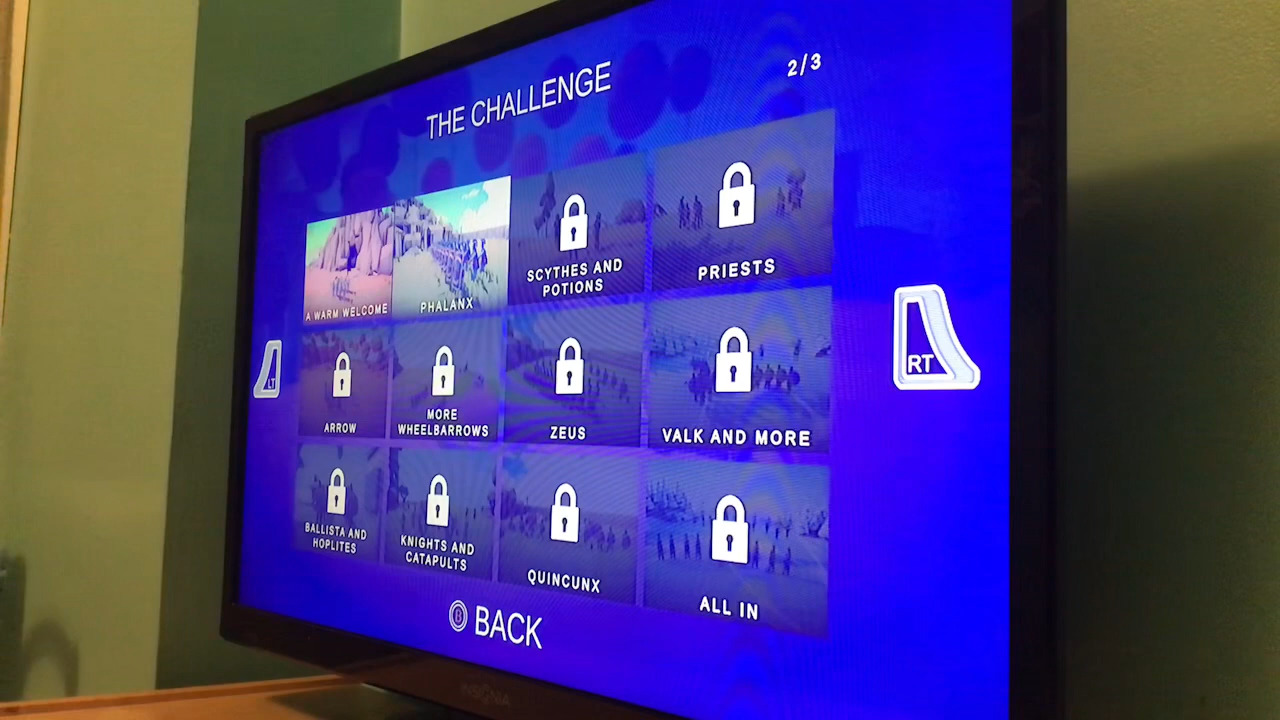 THE CHALLENGE
2/3
A WARM WELCOME
PHALANX
SCYTHES AND
POTIONS
PRIESTS
LT
RT
ARROW
MORE
WHEELBARROWS
ZEUS
VALK AND MORE
BALLISTA AND
HOPLITES
KNIGHTS AND
CATAPULTS
QUINCUNX
ALL IN
B BACK
INSIGNIA